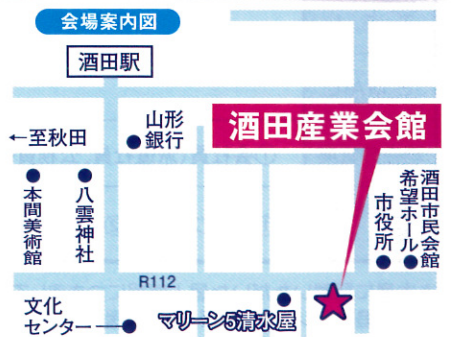 会場案内図
酒田駅
山形
銀行
酒田産業会館
←至秋田
本間美術館
八雲神社
市役所
希望ホール
酒田市民会館
R112
文化
センター
マリーン5清水屋